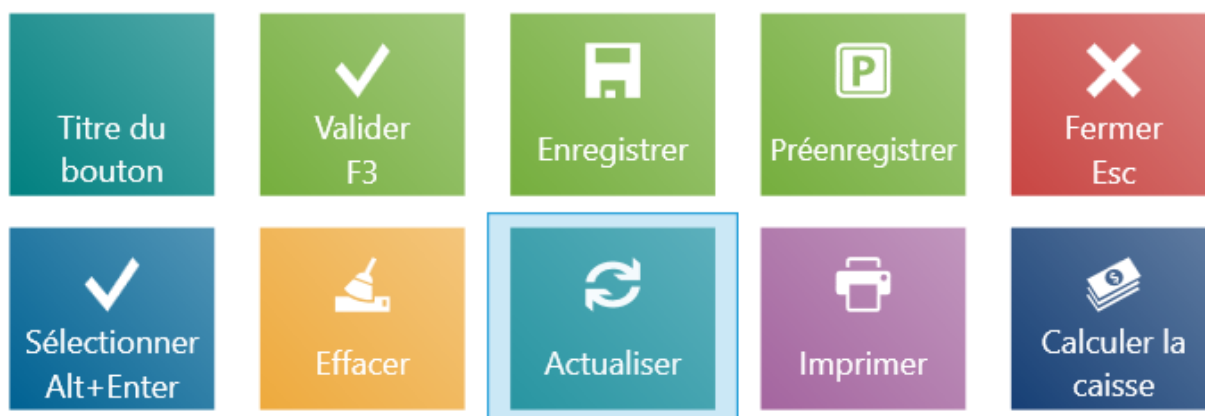 Titre du
bouton
Valider
F3
Enregistrer
P
Préenregistrer
Fermer
Esc
Sélectionner
Alt+Enter
Effacer
Actualiser
Imprimer
$
Calculer la
caisse